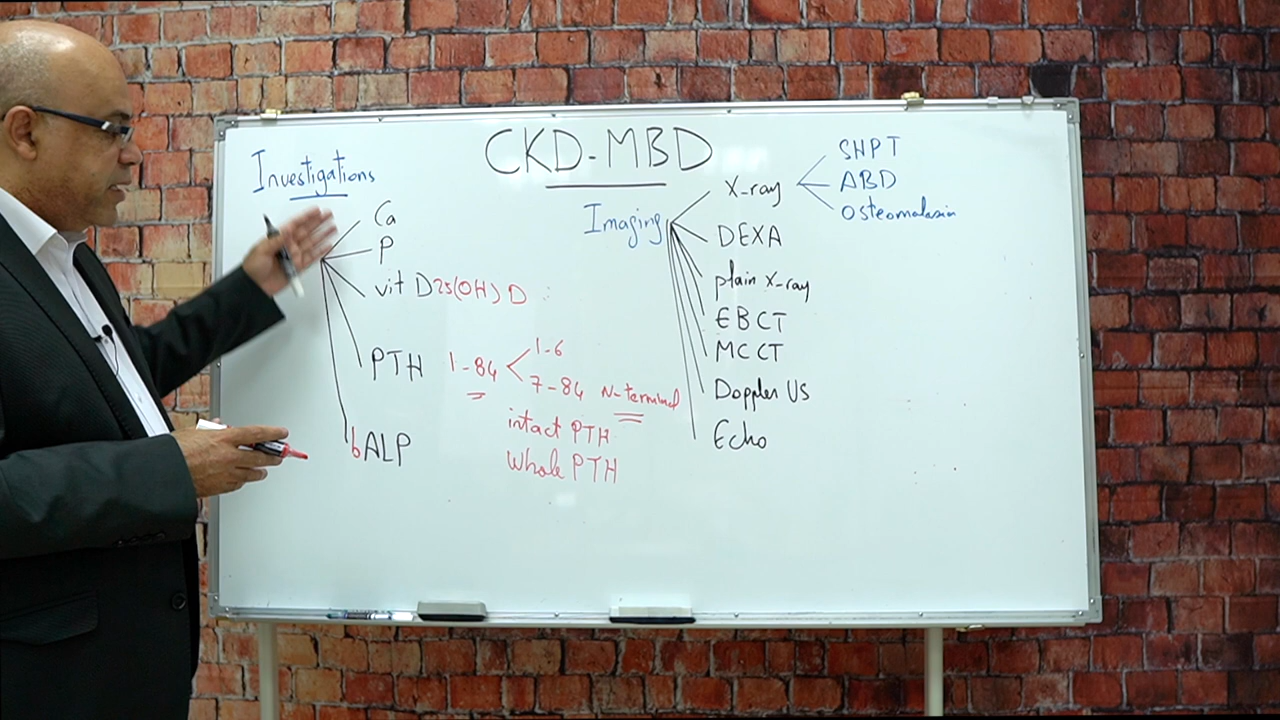 CKD-MBD
Investigations
Ca
P
vit D 25(OH) D
PTH 1-84 1-6
7-84 N-terminal
intact PTH
Whole PTH
bALP
Imaging
X-ray
SHPT
ABD
Osteomalacia
DEXA
plain X-ray
EBCT
MCCT
Doppler US
Echo